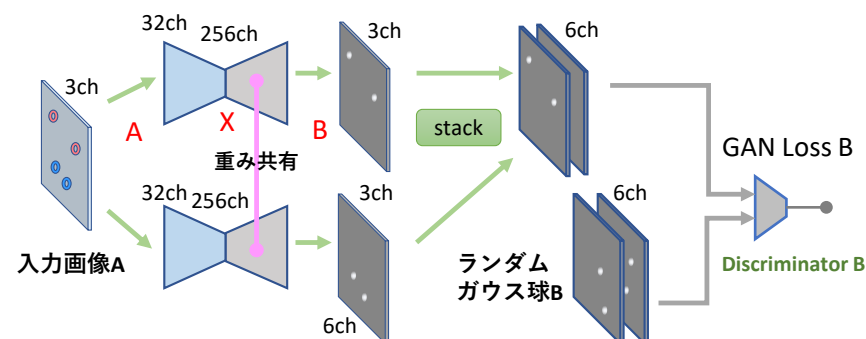 32ch
256ch
3ch
6ch
3ch
A
X
B
stack
重み共有
GAN Loss B
32ch
256ch
3ch
6ch
入力画像A
ランダム
ガウス球B
Discriminator B
6ch